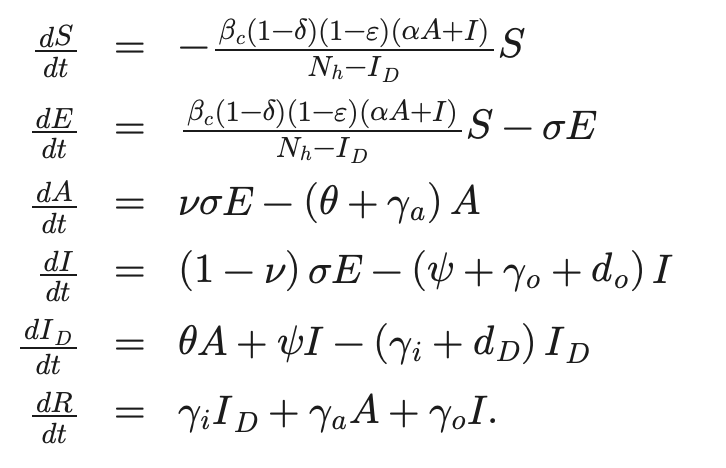 dS/dt = −β_c(1−δ)(1−ε)(αA+I)/(N_h−I_D) S
dE/dt = β_c(1−δ)(1−ε)(αA+I)/(N_h−I_D) S − σE
dA/dt = νσE − (θ + γ_a) A
dI/dt = (1 − ν) σE − (ψ + γ_o + d_o) I
dI_D/dt = θA + ψI − (γ_i + d_D) I_D
dR/dt = γ_i I_D + γ_a A + γ_o I.